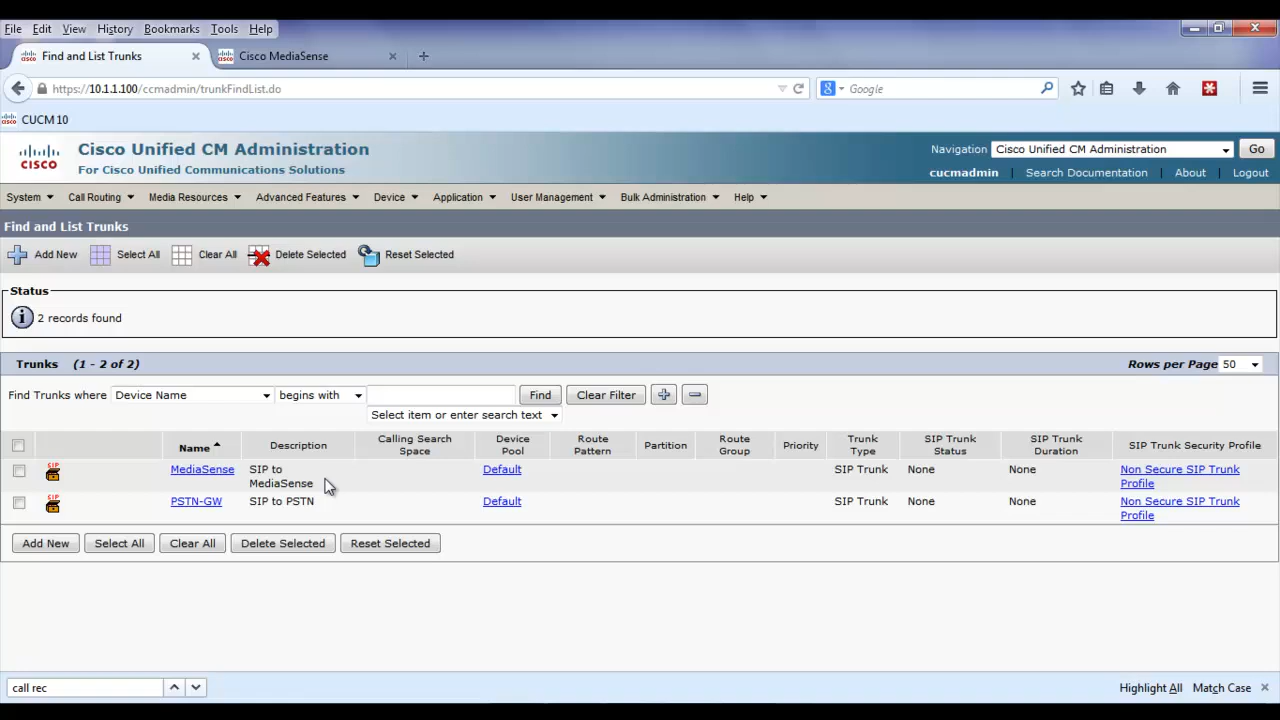 File Edit View History Bookmarks Tools Help
Find and List Trunks
Cisco MediaSense
https://10.1.1.100/ccmadmin/trunkFindList.do
Google
CUCM 10
CISCO
Cisco Unified CM Administration
For Cisco Unified Communications Solutions
Navigation Cisco Unified CM Administration Go
cucmadmin | Search Documentation | About | Logout
System Call Routing Media Resources Advanced Features Device Application User Management Bulk Administration Help
Find and List Trunks
Add New Select All Clear All Delete Selected Reset Selected
Status
2 records found
Trunks (1 - 2 of 2) Rows per Page 50
Find Trunks where Device Name begins with Find Clear Filter
Select item or enter search text
Name Description Calling Search Space Device Pool Route Pattern Partition Route Group Priority Trunk Type SIP Trunk Status SIP Trunk Duration SIP Trunk Security Profile
SIP MediaSense SIP to MediaSense Default SIP Trunk None None Non Secure SIP Trunk Profile
SIP PSTN-GW SIP to PSTN Default SIP Trunk None None Non Secure SIP Trunk Profile
Add New Select All Clear All Delete Selected Reset Selected
call rec Highlight All Match Case